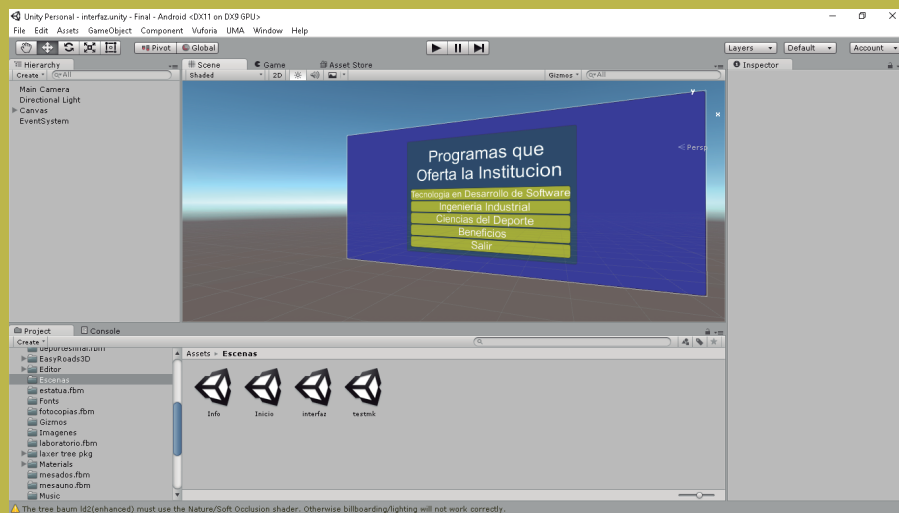 Unity Personal - interfaz.unity - Final - Android <DX11 on DX9 GPU>
File Edit Assets GameObject Component Vuforia UMA Window Help
Pivot Global Layers Default Account
Hierarchy Scene Game Asset Store Inspector
Create All Shaded 2D Gizmos All
Main Camera
Directional Light
Canvas
EventSystem
y
x
Persp
Programas que
Oferta la Institucion
Tecnologia en Desarrollo de Software
Ingenieria Industrial
Ciencias del Deporte
Beneficios
Salir
Project Console
Create
deportesfinal.fbm
EasyRoads3D
Editor
Escenas
estatua.fbm
Fonts
fotocopias.fbm
Gizmos
Imagenes
laboratorio.fbm
laxer tree pkg
Materials
mesados.fbm
mesauno.fbm
Music
Assets Escenas
Info Inicio interfaz textmk
The tree baum ld2(enhanced) must use the Nature/Soft Occlusion shader. Otherwise billboarding/lighting will not work correctly.